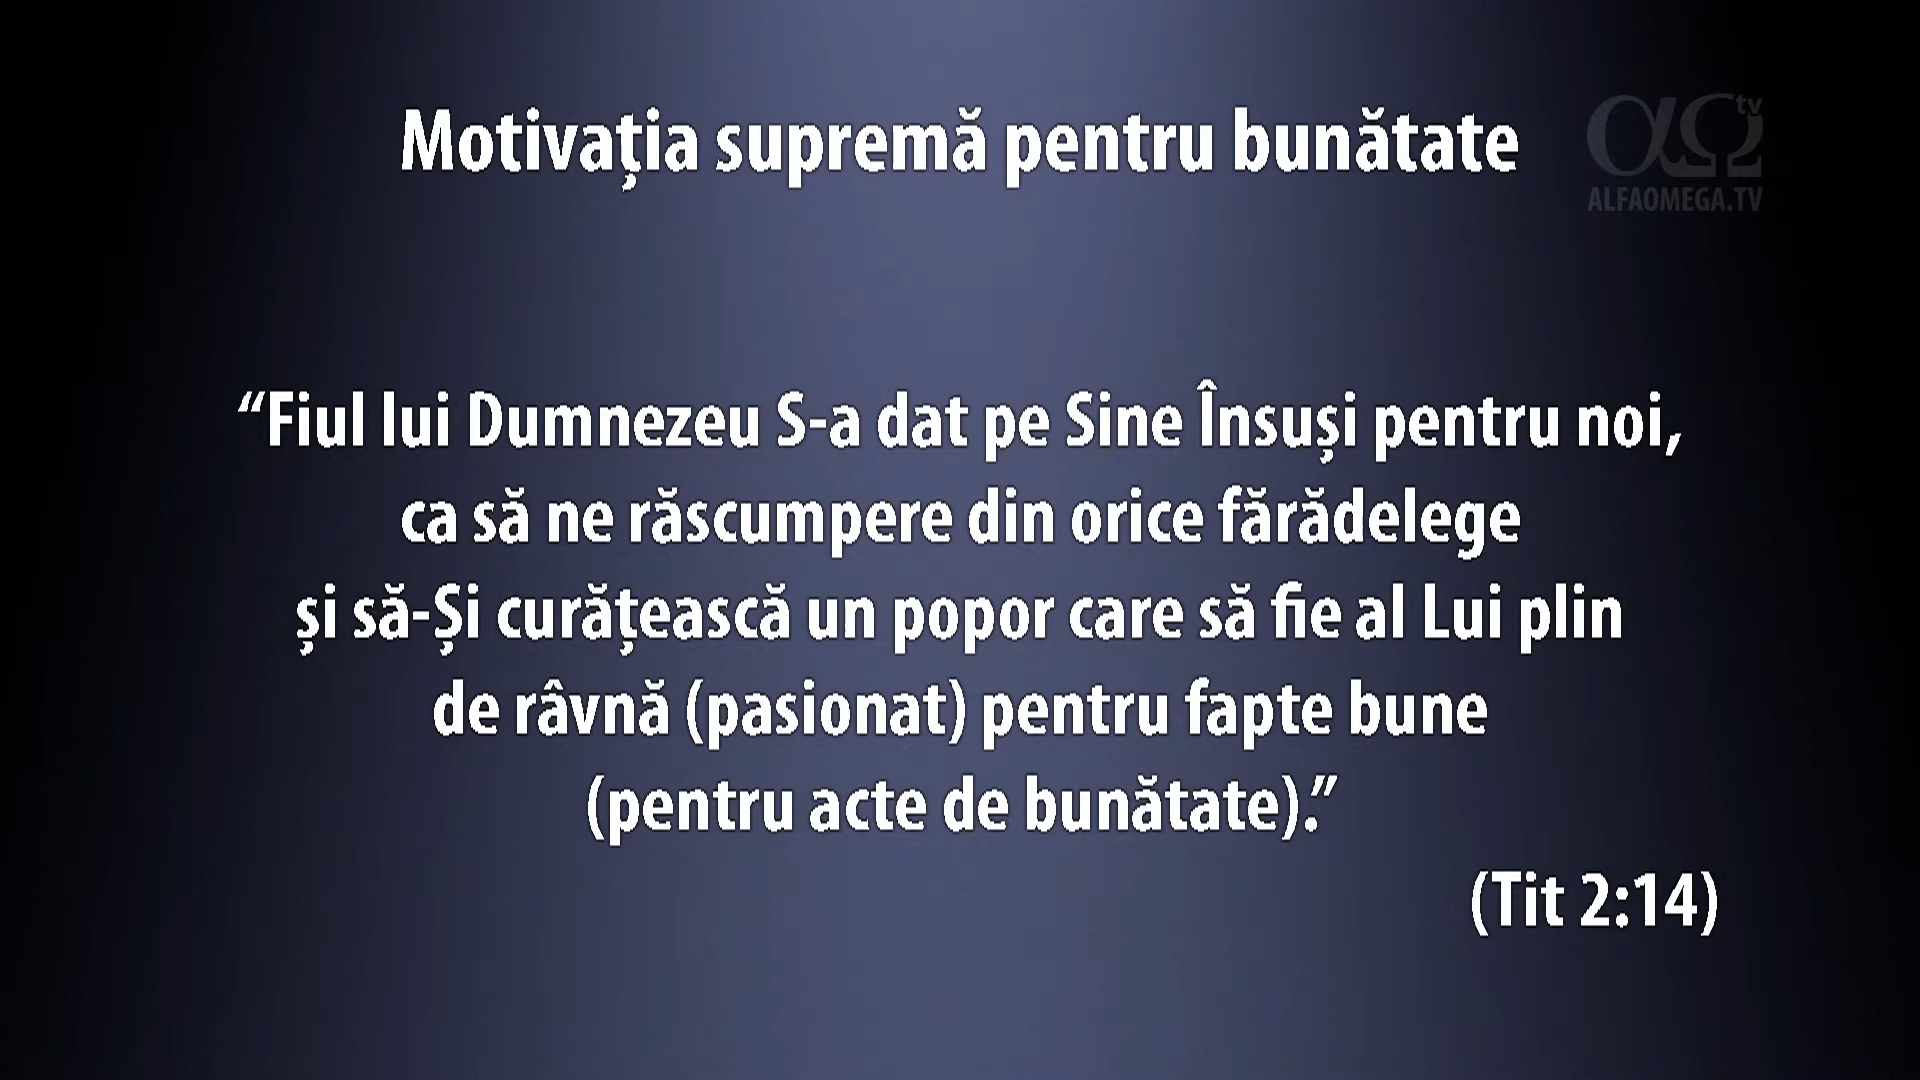 Motivația supremă pentru bunătate
tv
αΩ
ALFAOMEGA.TV
“Fiul lui Dumnezeu S-a dat pe Sine Însuși pentru noi,
ca să ne răscumpere din orice fărădelege
și să-Și curățească un popor care să fie al Lui plin
de râvnă (pasionat) pentru fapte bune
(pentru acte de bunătate).”
(Tit 2:14)